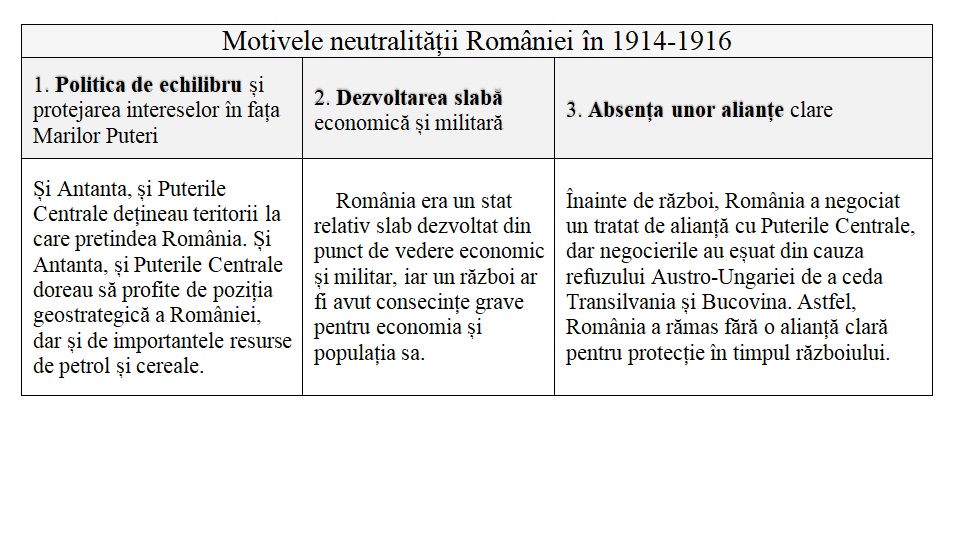 Motivele neutralității României în 1914-1916
1. Politica de echilibru și
protejarea intereselor în fața
Marilor Puteri
2. Dezvoltarea slabă
economică și militară
3. Absența unor alianțe clare
Și Antanta, și Puterile
Centrale dețineau teritorii la
care pretindea România. Și
Antanta, și Puterile Centrale
doreau să profite de poziția
geostrategică a României,
dar și de importantele resurse
de petrol și cereale.
România era un stat
relativ slab dezvoltat din
punct de vedere economic
și militar, iar un război ar
fi avut consecințe grave
pentru economia și
populația sa.
Înainte de război, România a negociat
un tratat de alianță cu Puterile Centrale,
dar negocierile au eșuat din cauza
refuzului Austro-Ungariei de a ceda
Transilvania și Bucovina. Astfel,
România a rămas fără o alianță clară
pentru protecție în timpul războiului.